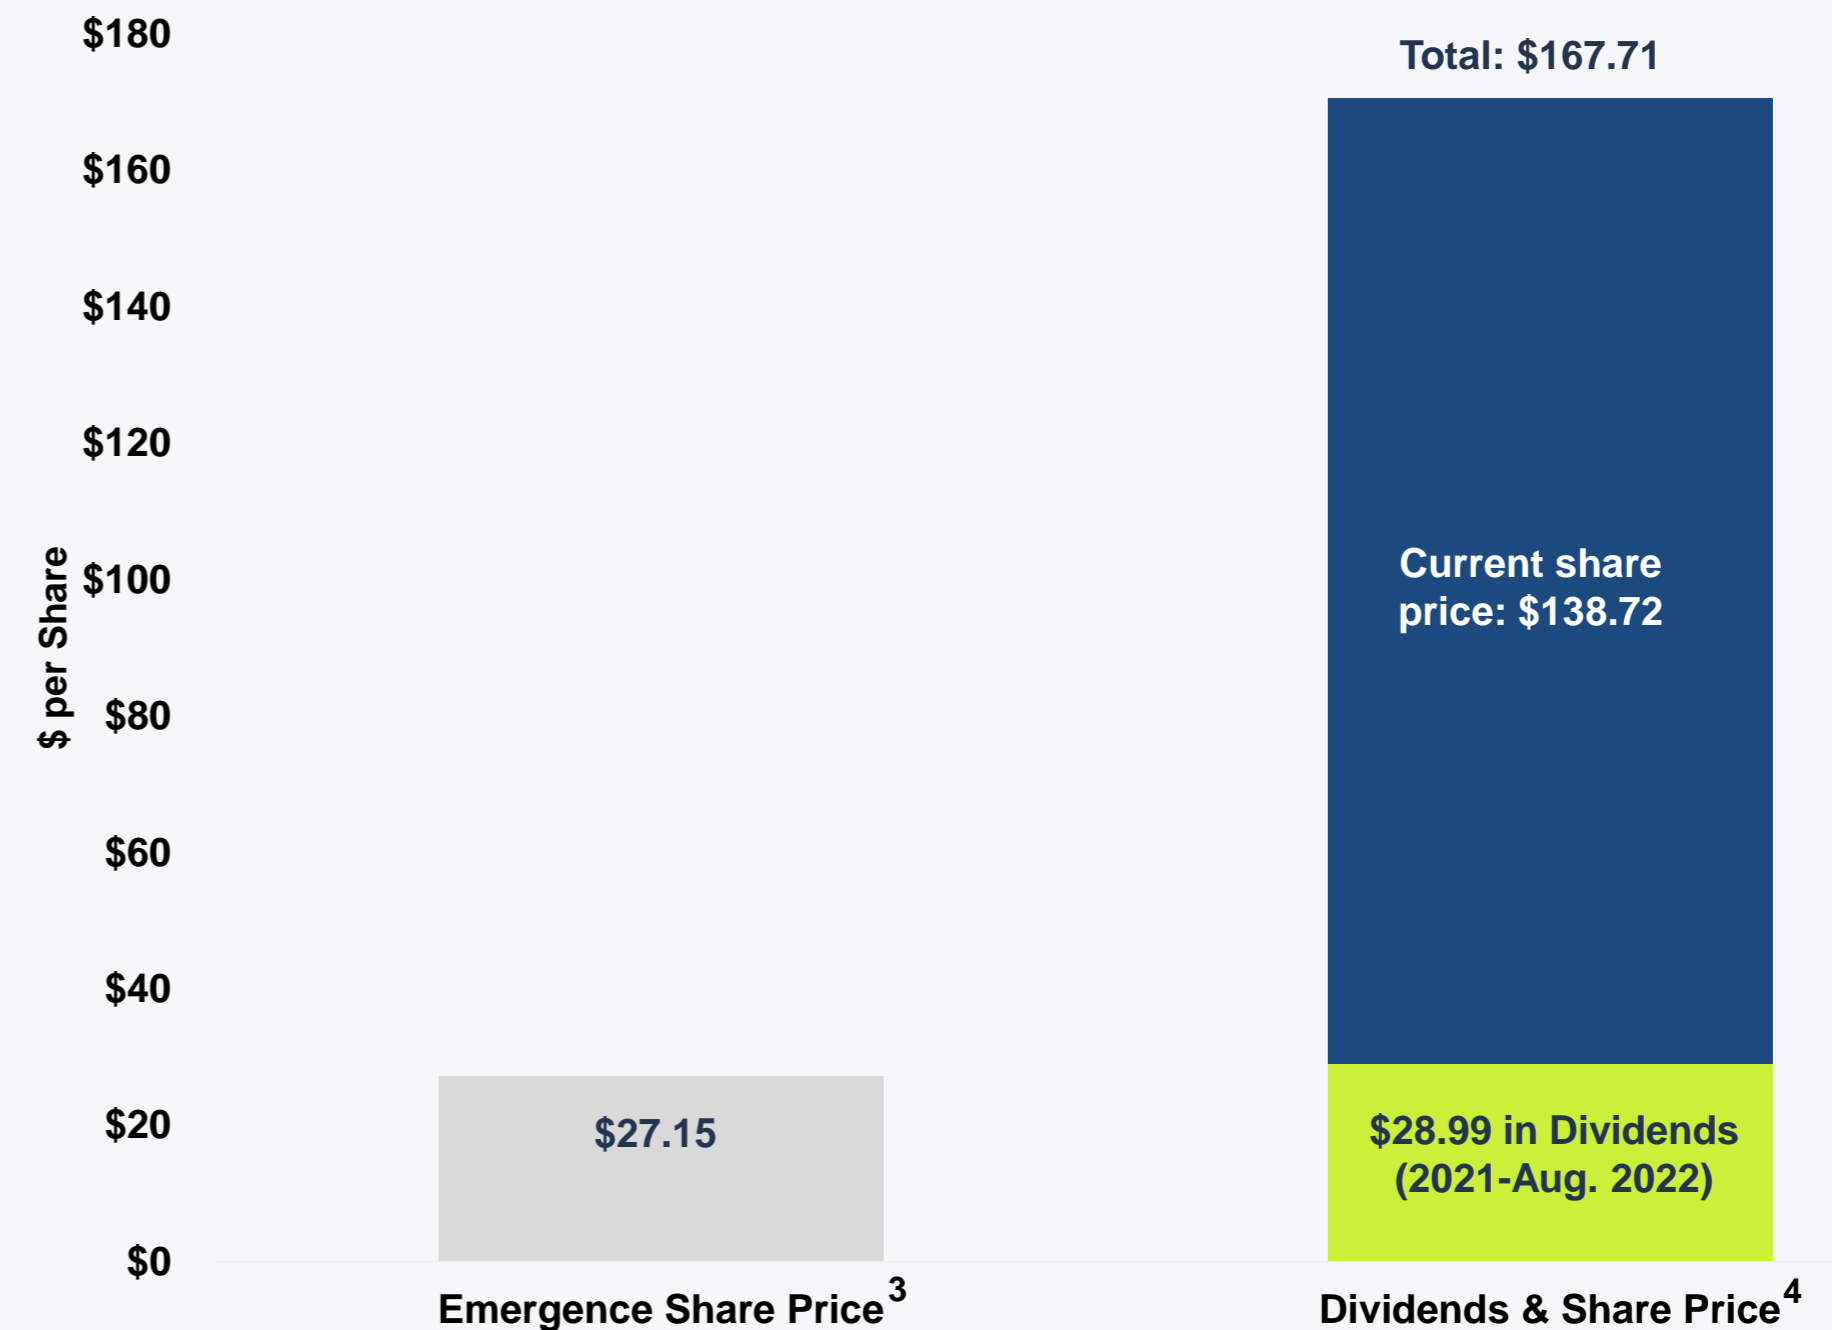 $ per Share
$180
$160
$140
$120
$100
$80
$60
$40
$20
$0
$27.15
Emergence Share Price3
Total: $167.71
Current share
price: $138.72
$28.99 in Dividends
(2021-Aug. 2022)
Dividends & Share Price4